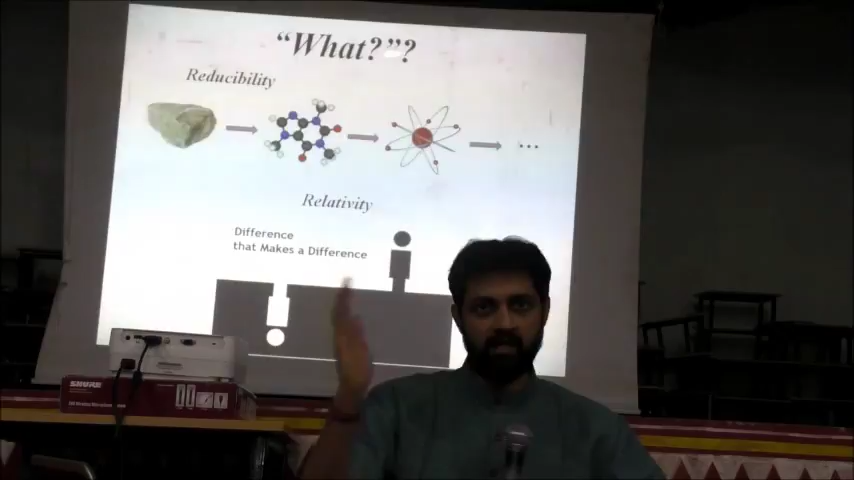 “What?”?
Reducibility
...
Relativity
Difference
that Makes a Difference
SHURE